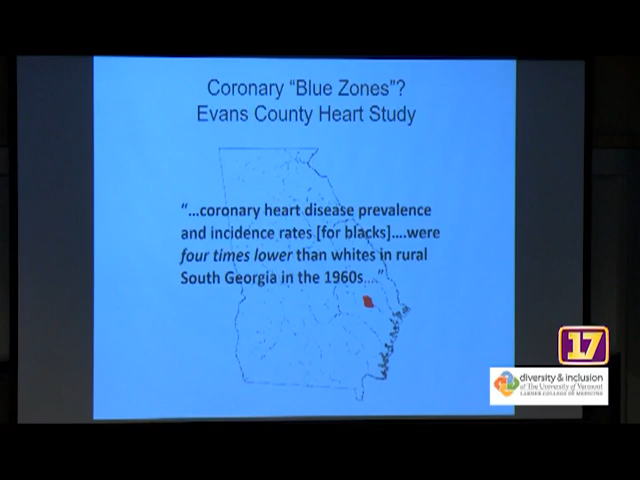 Coronary “Blue Zones”?
Evans County Heart Study
“...coronary heart disease prevalence
and incidence rates [for blacks]....were
four times lower than whites in rural
South Georgia in the 1960s....”
17
diversity & inclusion
at The University of Vermont
LARNER COLLEGE OF MEDICINE